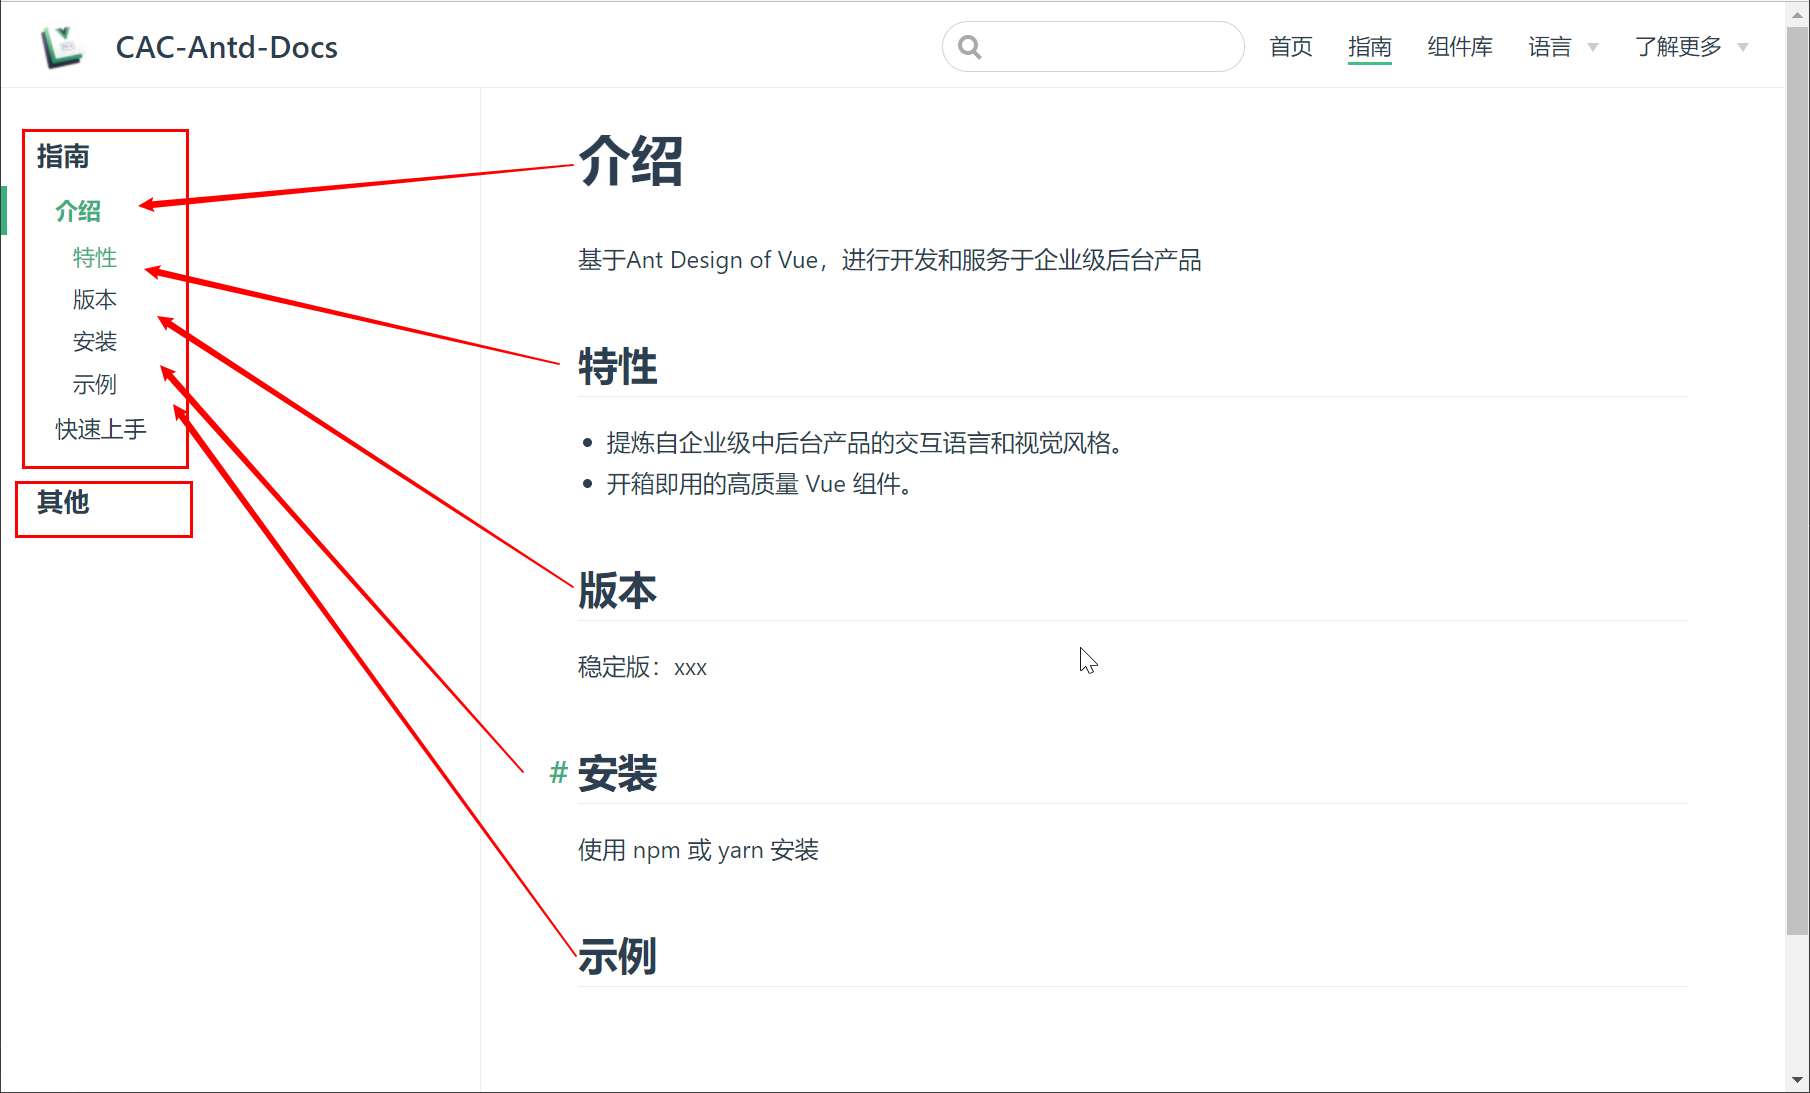 CAC-Antd-Docs
首页 指南 组件库 语言 了解更多
指南
介绍
特性
版本
安装
示例
快速上手
其他
介绍
基于Ant Design of Vue，进行开发和服务于企业级后台产品
特性
• 提炼自企业级中后台产品的交互语言和视觉风格。
• 开箱即用的高质量 Vue 组件。
版本
稳定版：xxx
# 安装
使用 npm 或 yarn 安装
示例